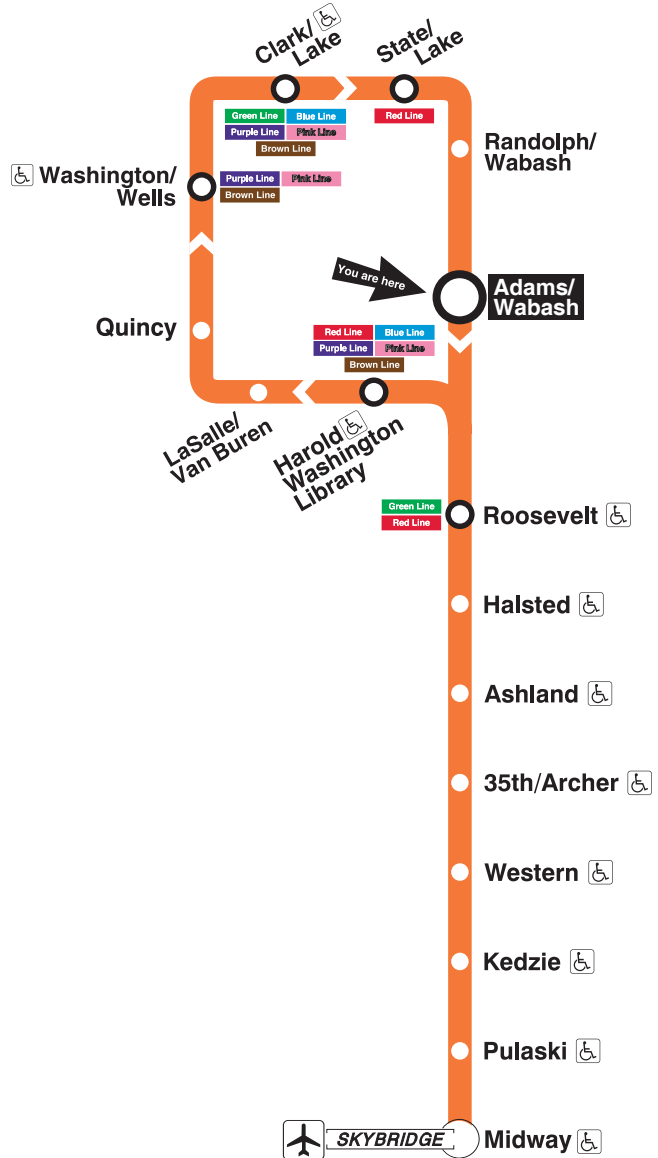 Clark/
Lake
State/
Lake
Green Line Blue Line
Purple Line Pink Line
Brown Line
Red Line
Randolph/
Wabash
Washington/
Wells
Purple Line Pink Line
Brown Line
You are here
Adams/
Wabash
Quincy
Red Line Blue Line
Purple Line Pink Line
Brown Line
LaSalle/
Van Buren
Harold
Washington
Library
Green Line
Red Line
Roosevelt
Halsted
Ashland
35th/Archer
Western
Kedzie
Pulaski
SKYBRIDGE
Midway